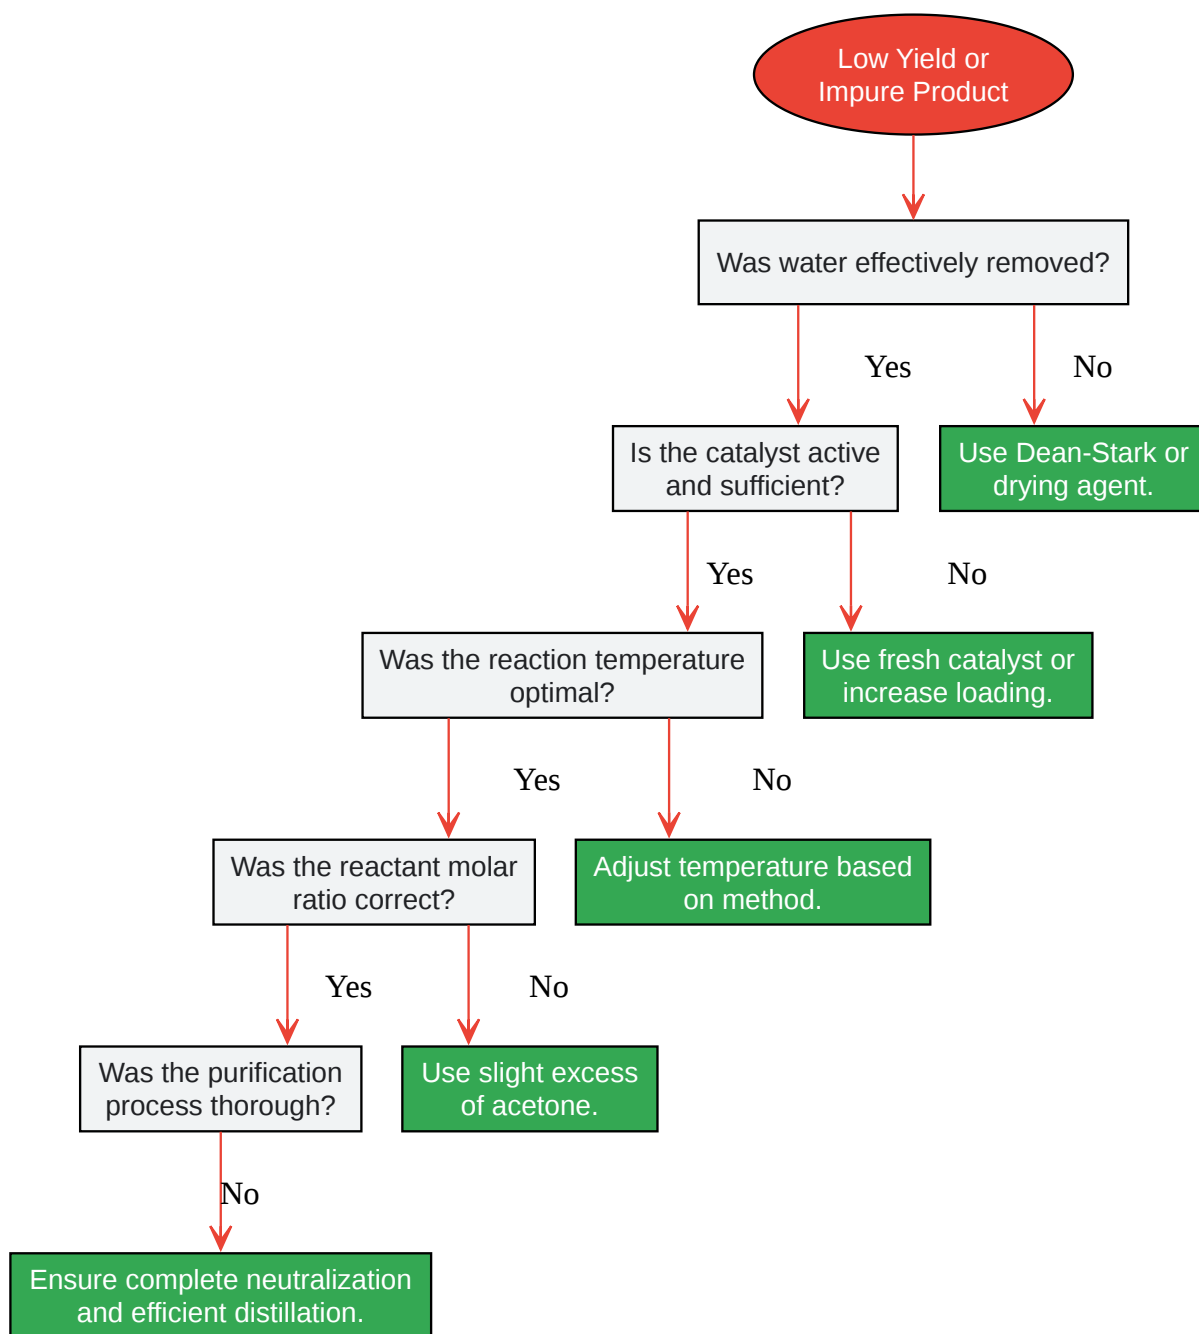 Low Yield or
Impure Product
Was water effectively removed?
Yes
No
Is the catalyst active
and sufficient?
Use Dean-Stark or
drying agent.
Yes
No
Was the reaction temperature
optimal?
Use fresh catalyst or
increase loading.
Yes
No
Was the reactant molar
ratio correct?
Adjust temperature based
on method.
Yes
No
Was the purification
process thorough?
Use slight excess
of acetone.
No
Ensure complete neutralization
and efficient distillation.